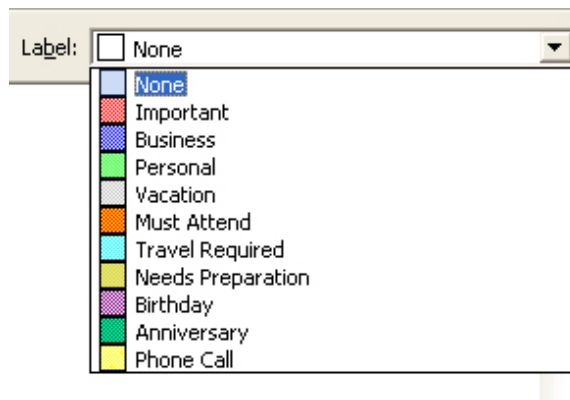 Label: None
None
Important
Business
Personal
Vacation
Must Attend
Travel Required
Needs Preparation
Birthday
Anniversary
Phone Call